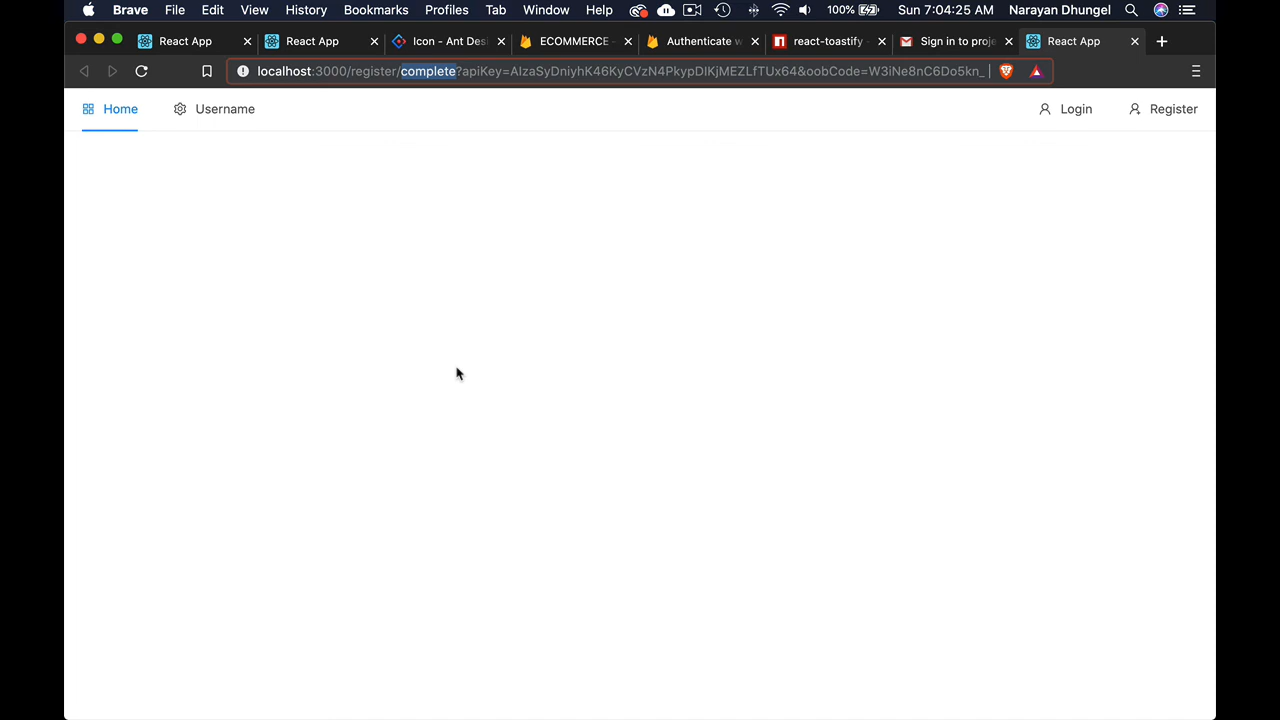 Brave File Edit View History Bookmarks Profiles Tab Window Help 100% Sun 7:04:25 AM Narayan Dhungel
React App React App Icon - Ant Des ECOMMERCE - Authenticate w react-toastify - Sign in to proje React App
localhost:3000/register/complete?apiKey=AIzaSyDniyhK46KyCVzN4PkypDIKjMEZLfTUx64&oobCode=W3iNe8nC6Do5kn_
Home Username Login Register